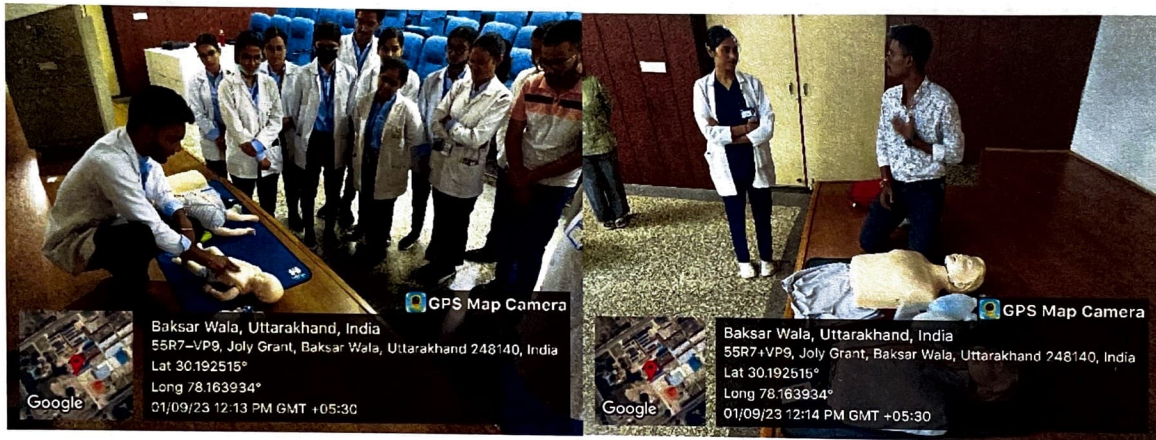 GPS Map Camera
Baksar Wala, Uttarakhand, India
55R7+VP9, Joly Grant, Baksar Wala, Uttarakhand 248140, India
Lat 30.192515°
Long 78.163934°
01/09/23 12:13 PM GMT +05:30
Google
GPS Map Camera
Baksar Wala, Uttarakhand, India
55R7+VP9, Joly Grant, Baksar Wala, Uttarakhand 248140, India
Lat 30.192515°
Long 78.163934°
01/09/23 12:14 PM GMT +05:30
Google